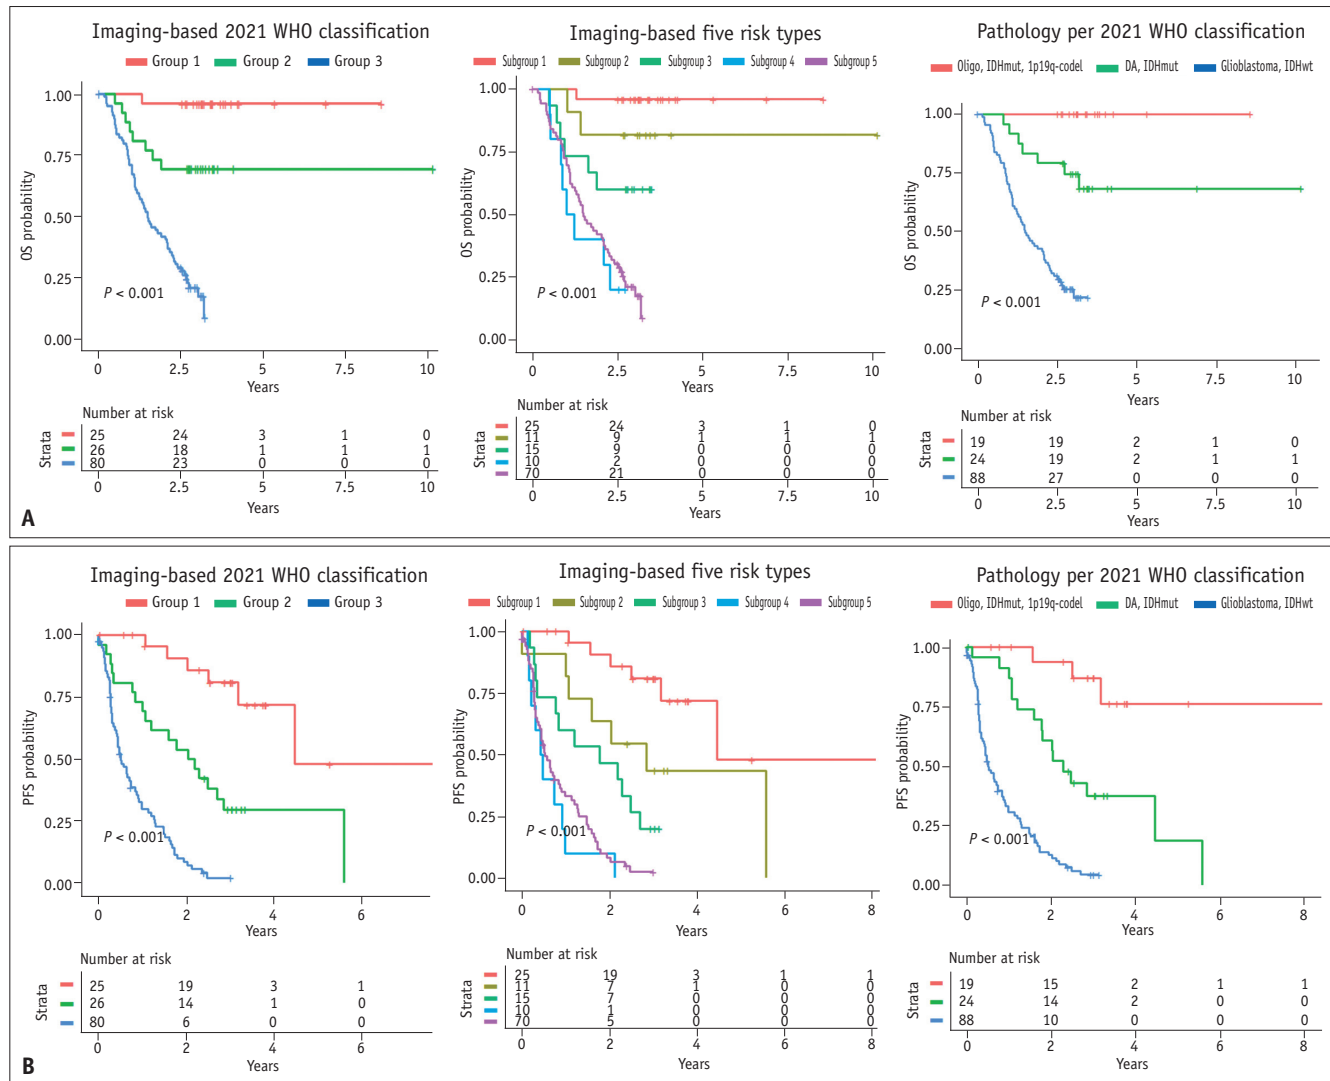 Imaging-based 2021 WHO classification
Group 1 Group 2 Group 3
OS probability
1.00
0.75
0.50
0.25
0.00
P < 0.001
0 2.5 5 7.5 10
Years
Number at risk
Strata
25 24 3 1 0
26 18 1 1 1
80 23 0 0 0
0 2.5 5 7.5 10
Years
Imaging-based five risk types
Subgroup 1 Subgroup 2 Subgroup 3 Subgroup 4 Subgroup 5
OS probability
1.00
0.75
0.50
0.25
0.00
P < 0.001
0 2.5 5 7.5 10
Years
Number at risk
Strata
25 24 3 1 0
11 9 1 1 1
15 9 0 0 0
10 2 0 0 0
70 21 0 0 0
0 2.5 5 7.5 10
Years
Pathology per 2021 WHO classification
Oligo, IDHmut, 1p19q-codel DA, IDHmut Glioblastoma, IDHwt
OS probability
1.00
0.75
0.50
0.25
0.00
P < 0.001
0 2.5 5 7.5 10
Years
Number at risk
Strata
19 19 2 1 0
24 19 2 1 1
88 27 0 0 0
0 2.5 5 7.5 10
Years
A
Imaging-based 2021 WHO classification
Group 1 Group 2 Group 3
PFS probability
1.00
0.75
0.50
0.25
0.00
P < 0.001
0 2 4 6
Years
Number at risk
Strata
25 19 3 1
26 14 1 0
80 6 0 0
0 2 4 6
Years
Imaging-based five risk types
Subgroup 1 Subgroup 2 Subgroup 3 Subgroup 4 Subgroup 5
PFS probability
1.00
0.75
0.50
0.25
0.00
P < 0.001
0 2 4 6 8
Years
Number at risk
Strata
25 19 3 1 1
11 7 1 0 0
15 7 0 0 0
10 1 0 0 0
70 5 0 0 0
0 2 4 6 8
Years
Pathology per 2021 WHO classification
Oligo, IDHmut, 1p19q-codel DA, IDHmut Glioblastoma, IDHwt
PFS probability
1.00
0.75
0.50
0.25
0.00
P < 0.001
0 2 4 6 8
Years
Number at risk
Strata
19 15 2 1 1
24 14 2 0 0
88 10 0 0 0
0 2 4 6 8
Years
B